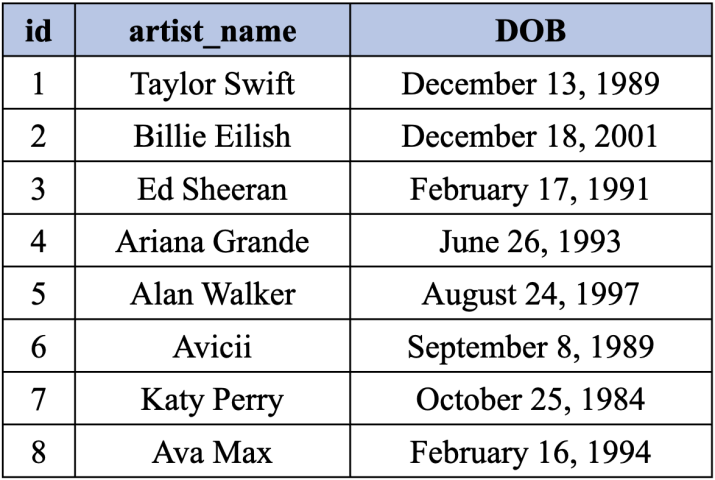 id artist_name DOB
1 Taylor Swift December 13, 1989
2 Billie Eilish December 18, 2001
3 Ed Sheeran February 17, 1991
4 Ariana Grande June 26, 1993
5 Alan Walker August 24, 1997
6 Avicii September 8, 1989
7 Katy Perry October 25, 1984
8 Ava Max February 16, 1994